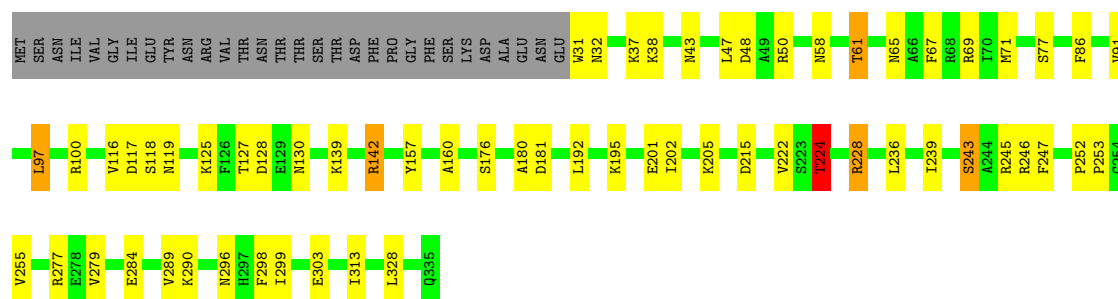 MET SER ASN ILE VAL GLY ILE GLU TYR ASN ARG VAL THR ASN THR THR SER THR ASP PHE PRO GLY PHE SER LYS ASP ALA GLU ASN GLU W31 N32 K37 K38 N43 L47 D48 A49 R50 N58 T61 N65 A66 F67 R68 R69 I70 M71 S77 F86
L97 R100 V116 D117 S118 N119 K125 F126 T127 D128 E129 N130 K139 R142 Y157 A160 S176 A180 D181 L192 K195 E201 I202 K205 D215 V222 S223 T224 R228 L236 I239 S243 A244 R245 R246 F247 P252 P253
V255 R277 E278 V279 E284 V289 K290 N296 H297 F298 I299 E303 I313 L328 Q335